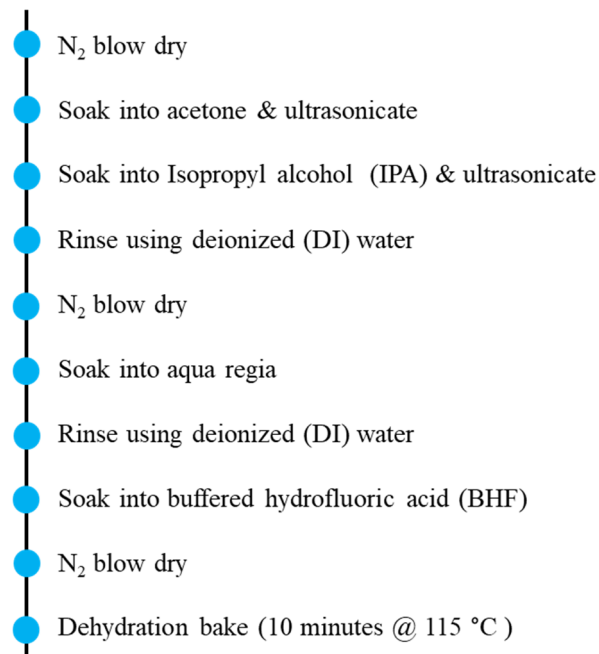 N₂ blow dry
Soak into acetone & ultrasonicate
Soak into Isopropyl alcohol (IPA) & ultrasonicate
Rinse using deionized (DI) water
N₂ blow dry
Soak into aqua regia
Rinse using deionized (DI) water
Soak into buffered hydrofluoric acid (BHF)
N₂ blow dry
Dehydration bake (10 minutes @ 115 °C )